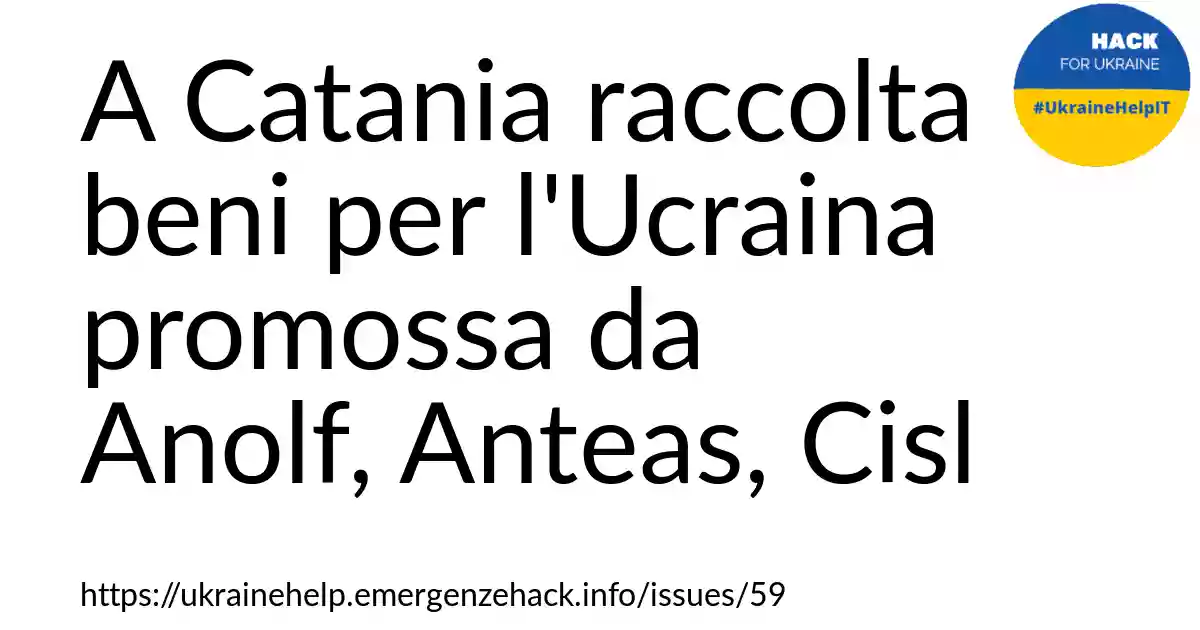 A Catania raccolta
beni per l'Ucraina
promossa da
Anolf, Anteas, Cisl
https://ukrainehelp.emergenzehack.info/issues/59
HACK
FOR UKRAINE
#UkraineHelpIT